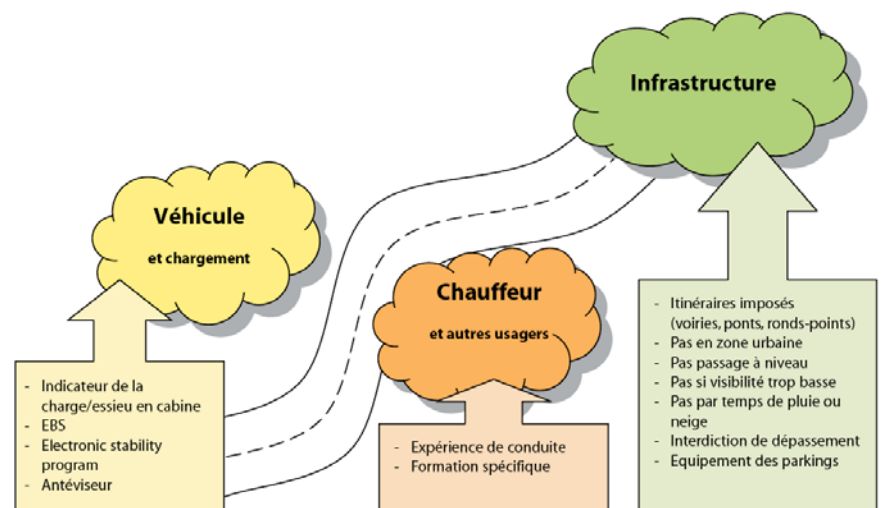 Infrastructure
Véhicule
et chargement
Chauffeur
et autres usagers
- Indicateur de la
charge/essieu en cabine
- EBS
- Electronic stability
program
- Antéviseur
- Expérience de conduite
- Formation spécifique
- Itinéraires imposés
(voiries, ponts, ronds-points)
- Pas en zone urbaine
- Pas passage à niveau
- Pas si visibilité trop basse
- Pas par temps de pluie ou
neige
- Interdiction de dépassement
- Equipement des parkings